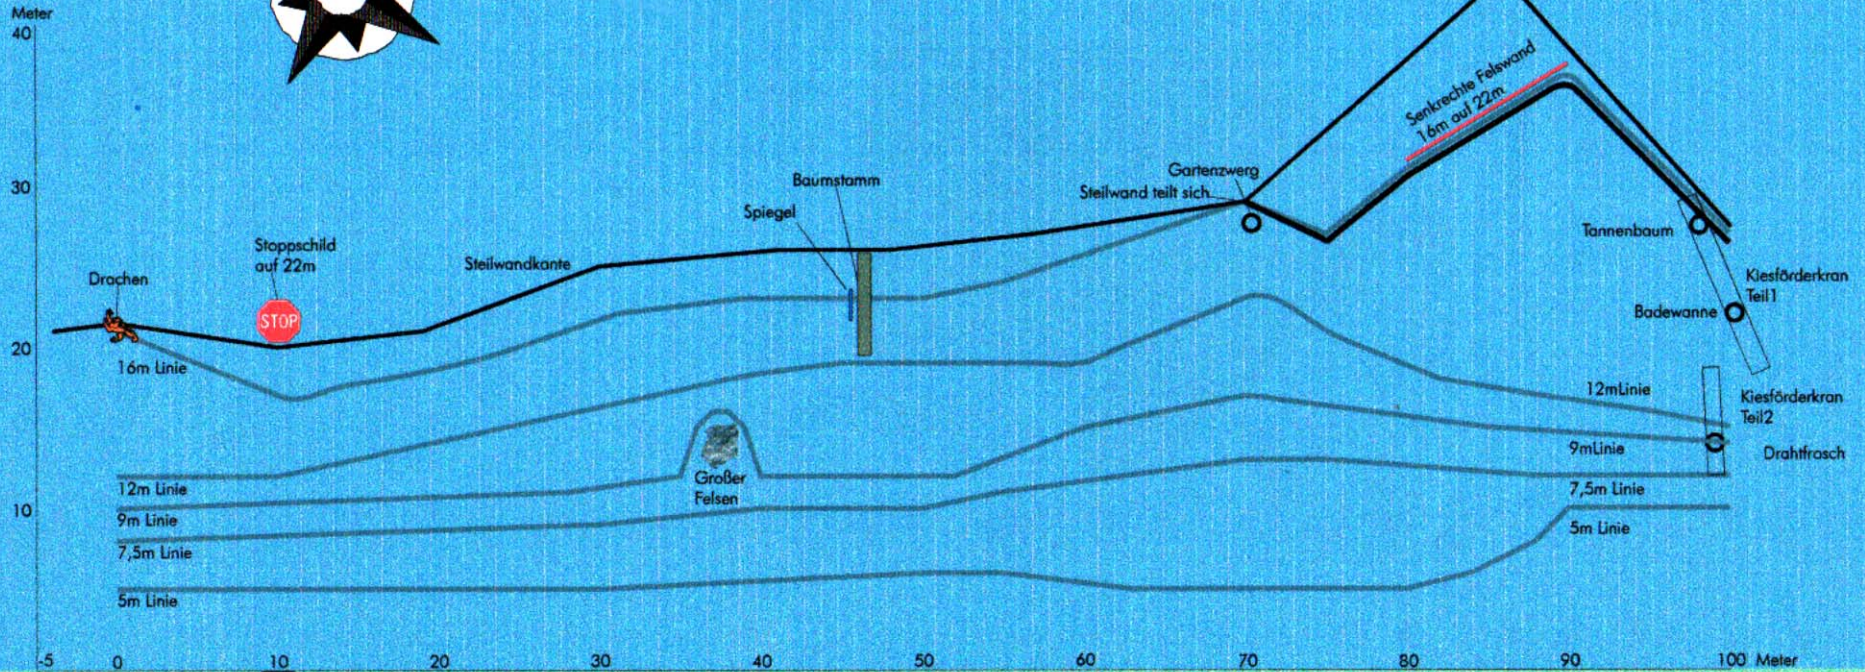 Meter
40
30
20
10
Drachen
Stoppschild
auf 22m
STOP
Steilwandkante
Spiegel
Baumstamm
Gartenzwerg
Steilwand teilt sich
Senkrechte Felswand
16m auf 22m
Tannenbaum
Kiesförderkran
Teil1
Badewanne
Kiesförderkran
Teil2
Drahtfrosch
16m Linie
12m Linie
9m Linie
7,5m Linie
5m Linie
Großer
Felsen
12mLinie
9mLinie
7,5m Linie
5m Linie
-5 0 10 20 30 40 50 60 70 80 90 100 Meter